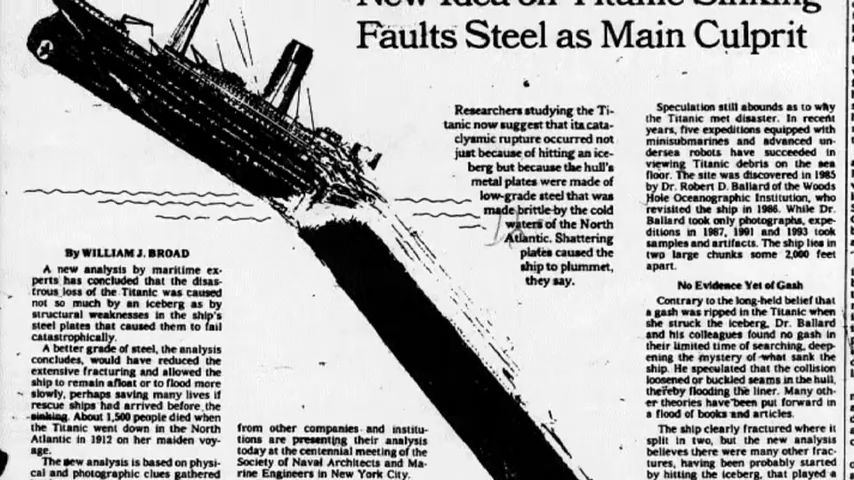 New Idea on Titanic Sinking
Faults Steel as Main Culprit
Researchers studying the Ti-
tanic now suggest that its cata-
clysmic rupture occurred not
just because of hitting an ice-
berg but because the hull's
metal plates were made of
low-grade steel that was
made brittle by the cold
waters of the North
Atlantic. Shattering
plates caused the
ship to plummet,
they say.
By WILLIAM J. BROAD
A new analysis by maritime ex-
perts has concluded that the disas-
trous loss of the Titanic was caused
not so much by an iceberg as by
structural weaknesses in the ship's
steel plates that caused them to fail
catastrophically.
A better grade of steel, the analysis
concludes, would have reduced the
extensive fracturing and allowed the
ship to remain afloat or to flood more
slowly, perhaps saving many lives if
rescue ships had arrived before the
sinking. About 1,500 people died when
the Titanic went down in the North
Atlantic in 1912 on her maiden voy-
age.
The new analysis is based on physi-
cal and photographic clues gathered
from other companies and institu-
tions are presenting their analysis
today at the centennial meeting of the
Society of Naval Architects and Ma-
rine Engineers in New York City.
Speculation still abounds as to why
the Titanic met disaster. In recent
years, five expeditions equipped with
minisubmarines and advanced un-
dersea robots have succeeded in
viewing Titanic debris on the sea
floor. The site was discovered in 1985
by Dr. Robert D. Ballard of the Woods
Hole Oceanographic Institution, who
revisited the ship in 1986. While Dr.
Ballard took only photographs, expe-
ditions in 1987, 1991 and 1993 took
samples and artifacts. The ship lies in
two large chunks some 2,000 feet
apart.
No Evidence Yet of Gash
Contrary to the long-held belief that
a gash was ripped in the Titanic when
she struck the iceberg, Dr. Ballard
and his colleagues found no gash in
their limited time of searching, deep-
ening the mystery of what sank the
ship. He speculated that the collision
loosened or buckled seams in the hull,
thereby flooding the liner. Many oth-
er theories have been put forward in
a flood of books and articles.
The ship clearly fractured where it
split in two, but the new analysis
believes there were many other frac-
tures, having been probably started
by hitting the iceberg, that played a